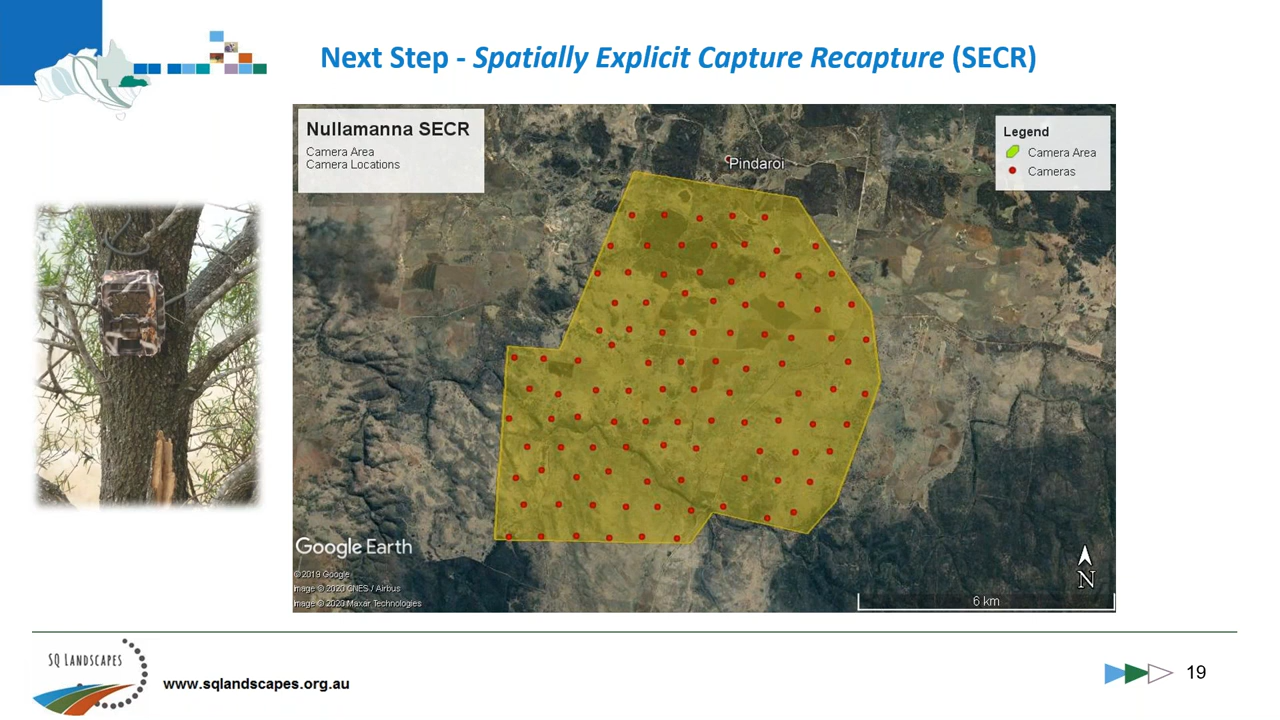 Next Step - Spatially Explicit Capture Recapture (SECR)
Nullamanna SECR
Camera Area
Camera Locations
Legend
Camera Area
Cameras
Pindaroi
Google Earth
©2019 Google
Image © 2020 CNES / Airbus
Image © 2020 Maxar Technologies
N
6 km
SQ LANDSCAPES
www.sqlandscapes.org.au
19